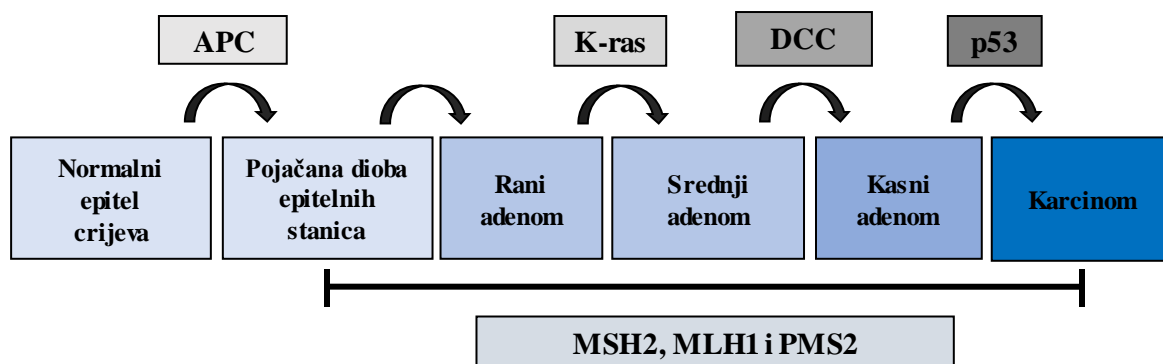 APC
K-ras
DCC
p53
Normalni
epitel
crijeva
Pojačana dioba
epitelnih
stanica
Rani
adenom
Srednji
adenom
Kasni
adenom
Karcinom
MSH2, MLH1 i PMS2